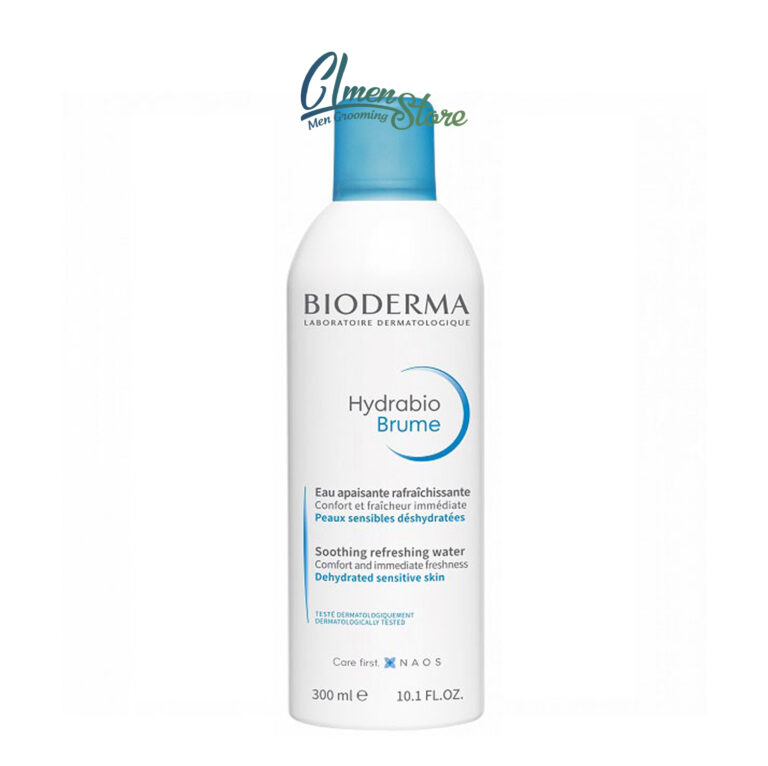 Clmen
Men Grooming
Store
BIODERMA
LABORATOIRE DERMATOLOGIQUE
Hydrabio
Brume
Eau apaisante rafraîchissante
Confort et fraîcheur immédiate
Peaux sensibles déshydratées
Soothing refreshing water
Comfort and immediate freshness
Dehydrated sensitive skin
TESTÉ DERMATOLOGIQUEMENT
DERMATOLOGICALLY TESTED
Care first. NAOS
300 ml ℮ 10.1 FL.OZ.